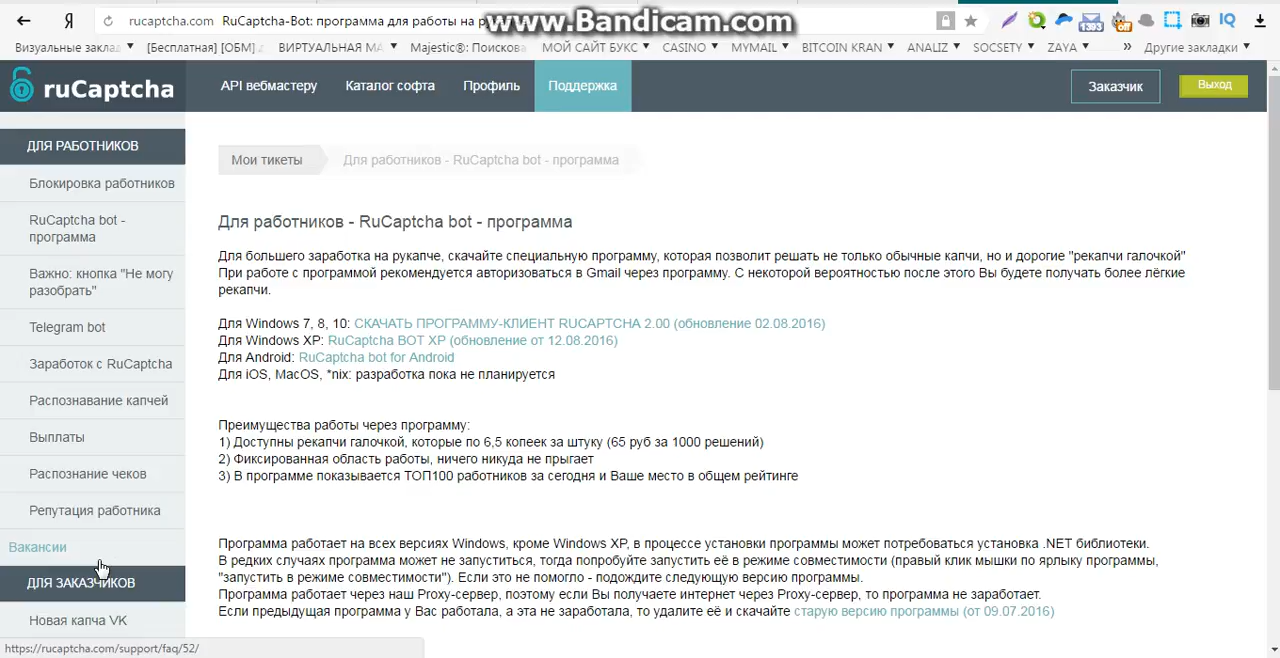 rucaptcha.com RuCaptcha-Bot: программа для работы на
www.Bandicam.com
1393
off
IQ
Визуальные заклад
[Бесплатная] [ОБМ]
ВИРТУАЛЬНАЯ МА
Majestic®: Поискова
МОЙ САЙТ БУКС
CASINO
MYMAIL
BITCOIN KRAN
ANALIZ
SOCSETY
ZAYA
» Другие закладки
ruCaptcha
API вебмастеру
Каталог софта
Профиль
Поддержка
Заказчик
Выход
ДЛЯ РАБОТНИКОВ
Блокировка работников
RuCaptcha bot -
программа
Важно: кнопка "Не могу
разобрать"
Telegram bot
Заработок с RuCaptcha
Распознавание капчей
Выплаты
Распознание чеков
Репутация работника
Вакансии
ДЛЯ ЗАКАЗЧИКОВ
Новая капча VK
Мои тикеты
Для работников - RuCaptcha bot - программа
Для работников - RuCaptcha bot - программа
Для большего заработка на рукапче, скачайте специальную программу, которая позволит решать не только обычные капчи, но и дорогие "рекапчи галочкой"
При работе с программой рекомендуется авторизоваться в Gmail через программу. С некоторой вероятностью после этого Вы будете получать более лёгкие
рекапчи.
Для Windows 7, 8, 10: СКАЧАТЬ ПРОГРАММУ-КЛИЕНТ RUCAPTCHA 2.00 (обновление 02.08.2016)
Для Windows XP: RuCaptcha BOT XP (обновление от 12.08.2016)
Для Android: RuCaptcha bot for Android
Для iOS, MacOS, *nix: разработка пока не планируется
Преимущества работы через программу:
1) Доступны рекапчи галочкой, которые по 6,5 копеек за штуку (65 руб за 1000 решений)
2) Фиксированная область работы, ничего никуда не прыгает
3) В программе показывается ТОП100 работников за сегодня и Ваше место в общем рейтинге
Программа работает на всех версиях Windows, кроме Windows XP, в процессе установки программы может потребоваться установка .NET библиотеки.
В редких случаях программа может не запуститься, тогда попробуйте запустить её в режиме совместимости (правый клик мышки по ярлыку программы,
"запустить в режиме совместимости"). Если это не помогло - подождите следующую версию программы.
Программа работает через наш Proxy-сервер, поэтому если Вы получаете интернет через Proxy-сервер, то программа не заработает.
Если предыдущая программа у Вас работала, а эта не заработала, то удалите её и скачайте старую версию программы (от 09.07.2016)
https://rucaptcha.com/support/faq/52/